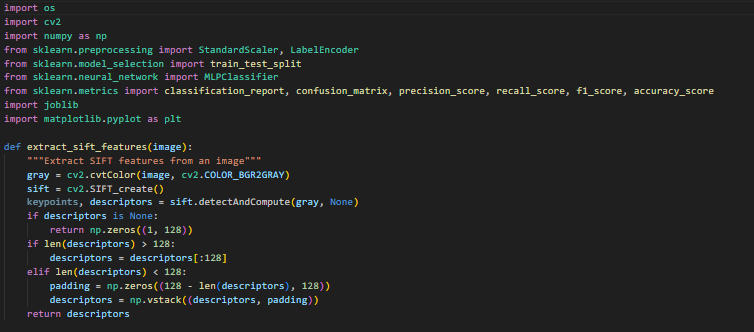 import os
import cv2
import numpy as np
from sklearn.preprocessing import StandardScaler, LabelEncoder
from sklearn.model_selection import train_test_split
from sklearn.neural_network import MLPClassifier
from sklearn.metrics import classification_report, confusion_matrix, precision_score, recall_score, f1_score, accuracy_score
import joblib
import matplotlib.pyplot as plt

def extract_sift_features(image):
    """Extract SIFT features from an image"""
    gray = cv2.cvtColor(image, cv2.COLOR_BGR2GRAY)
    sift = cv2.SIFT_create()
    keypoints, descriptors = sift.detectAndCompute(gray, None)
    if descriptors is None:
        return np.zeros((1, 128))
    if len(descriptors) > 128:
        descriptors = descriptors[:128]
    elif len(descriptors) < 128:
        padding = np.zeros((128 - len(descriptors), 128))
        descriptors = np.vstack((descriptors, padding))
    return descriptors